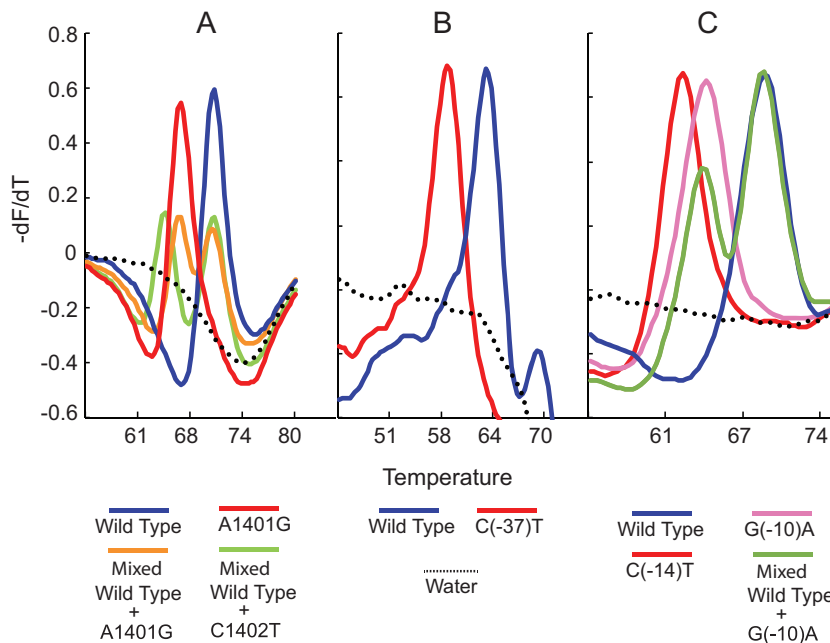 A B C
0.8
0.6
0.4
0.2
0
-0.2
-0.4
-0.6
-dF/dT
61 68 74 80 51 58 64 70 61 67 74
Temperature
Wild Type A1401G
Mixed
Wild Type
+
A1401G
Mixed
Wild Type
+
C1402T
Wild Type C(-37)T
Water
Wild Type G(-10)A
C(-14)T
Mixed
Wild Type
+
G(-10)A